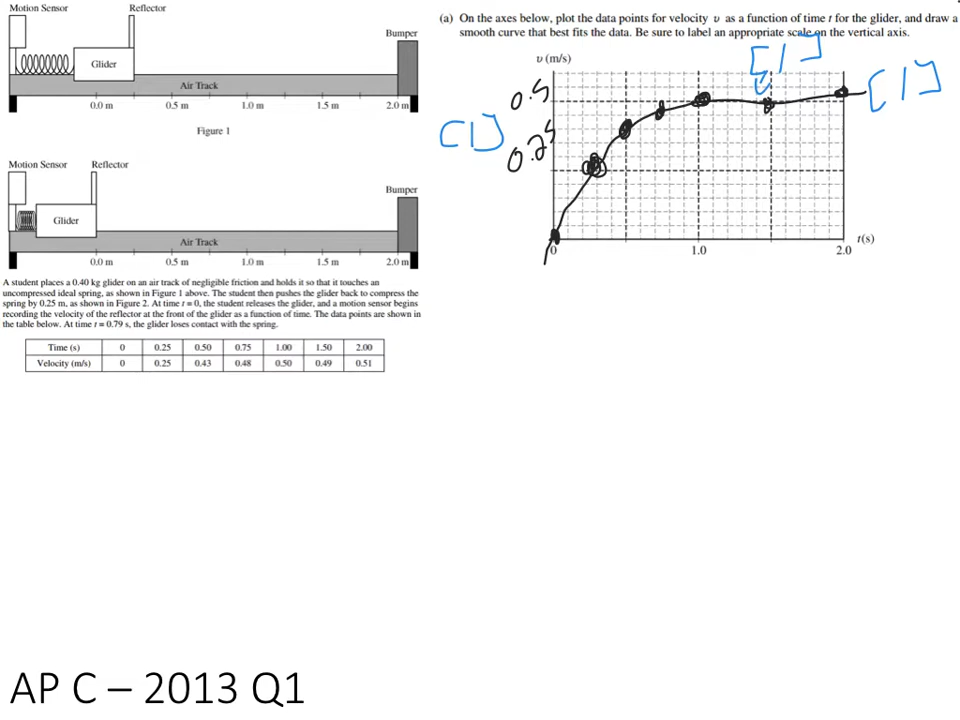 Motion Sensor Reflector
Bumper
Glider
Air Track
0.0 m 0.5 m 1.0 m 1.5 m 2.0 m
Figure 1
Motion Sensor Reflector
Bumper
Glider
Air Track
0.0 m 0.5 m 1.0 m 1.5 m 2.0 m
A student places a 0.40 kg glider on an air track of negligible friction and holds it so that it touches an
uncompressed ideal spring, as shown in Figure 1 above. The student then pushes the glider back to compress the
spring by 0.25 m, as shown in Figure 2. At time t = 0, the student releases the glider, and a motion sensor begins
recording the velocity of the reflector at the front of the glider as a function of time. The data points are shown in
the table below. At time t = 0.79 s, the glider loses contact with the spring.
Time (s) 0 0.25 0.50 0.75 1.00 1.50 2.00
Velocity (m/s) 0 0.25 0.43 0.48 0.50 0.49 0.51
(a) On the axes below, plot the data points for velocity v as a function of time t for the glider, and draw a
smooth curve that best fits the data. Be sure to label an appropriate scale on the vertical axis.
v (m/s)
[1]
0.5
[1]
[1]
0.25
t(s)
0 1.0 2.0
AP C – 2013 Q1